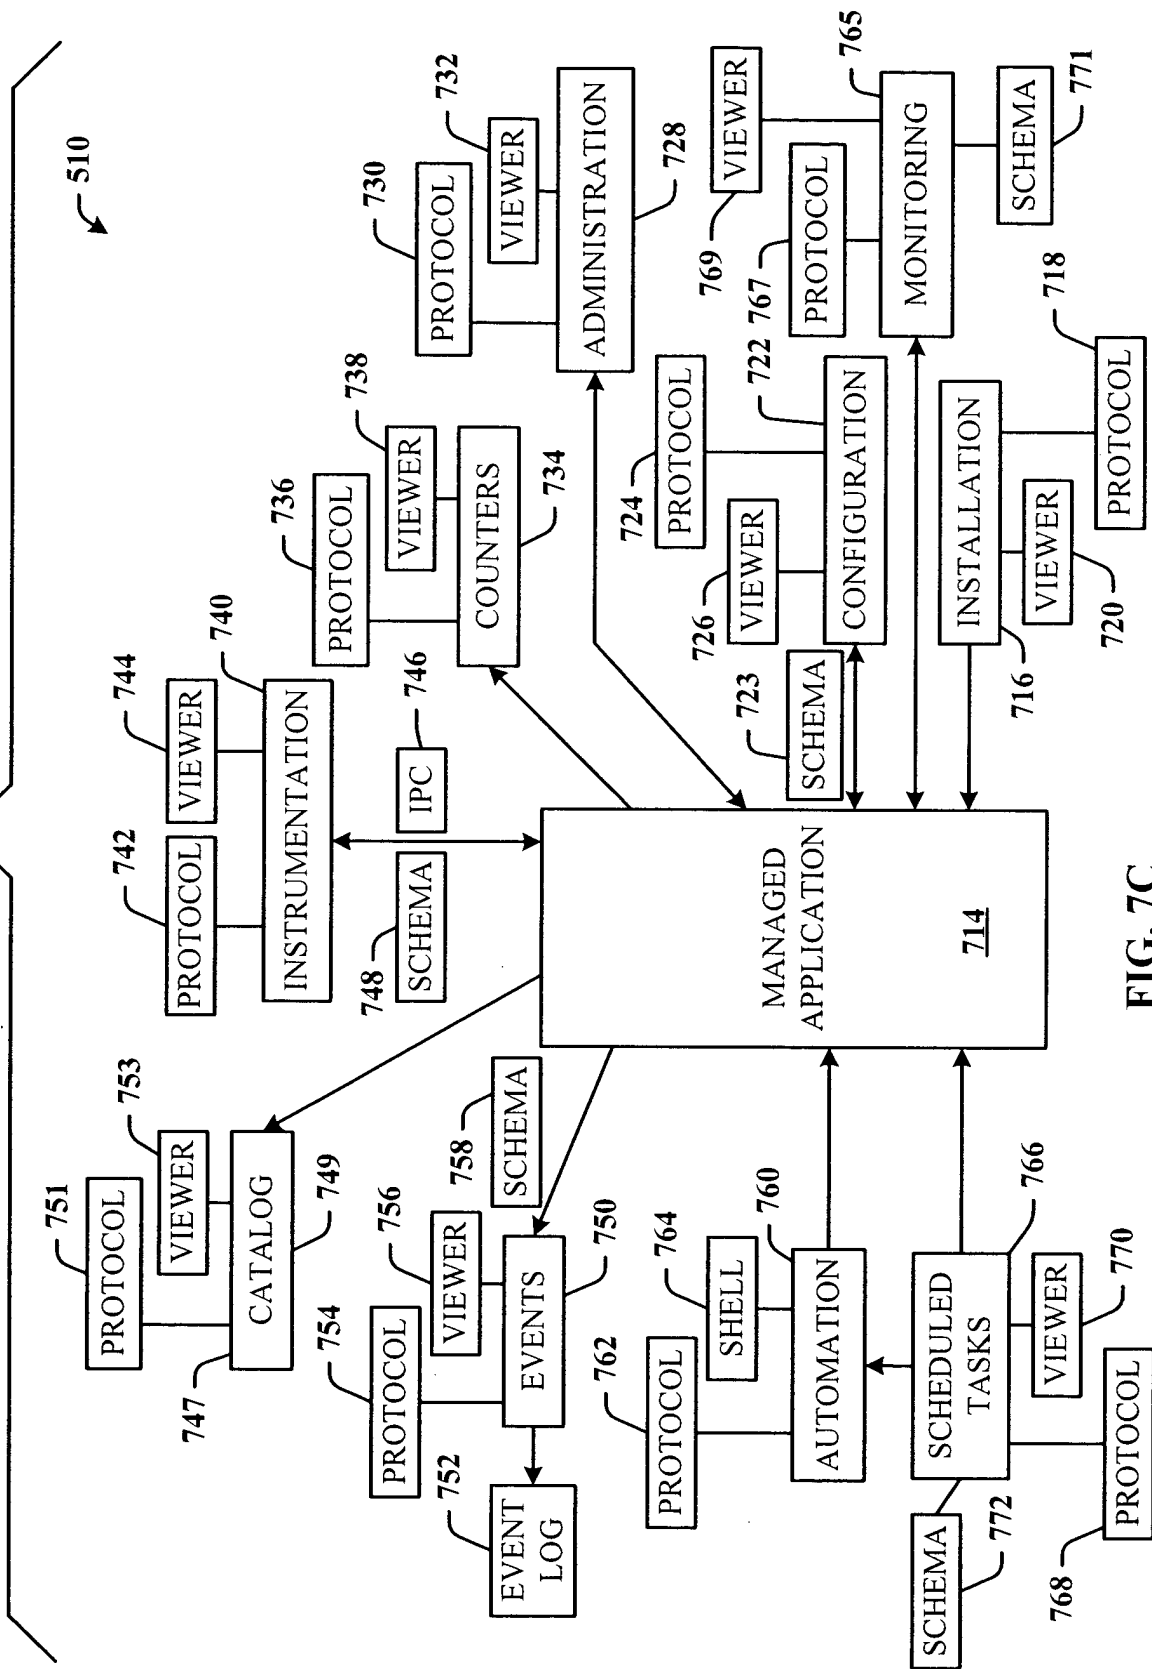 510
PROTOCOL
751
VIEWER
753
CATALOG
747
749
PROTOCOL
742
VIEWER
744
INSTRUMENTATION
740
SCHEMA
748
IPC
746
PROTOCOL
736
VIEWER
738
COUNTERS
734
PROTOCOL
730
VIEWER
732
ADMINISTRATION
728
EVENT
LOG
752
PROTOCOL
754
VIEWER
756
EVENTS
750
SCHEMA
758
MANAGED
APPLICATION
714
SCHEMA
723
VIEWER
726
PROTOCOL
724
CONFIGURATION
722
PROTOCOL
767
VIEWER
769
MONITORING
765
SCHEMA
771
PROTOCOL
762
SHELL
764
AUTOMATION
760
SCHEDULED
TASKS
766
SCHEMA
772
PROTOCOL
768
VIEWER
770
INSTALLATION
716
VIEWER
720
PROTOCOL
718
FIG. 7C